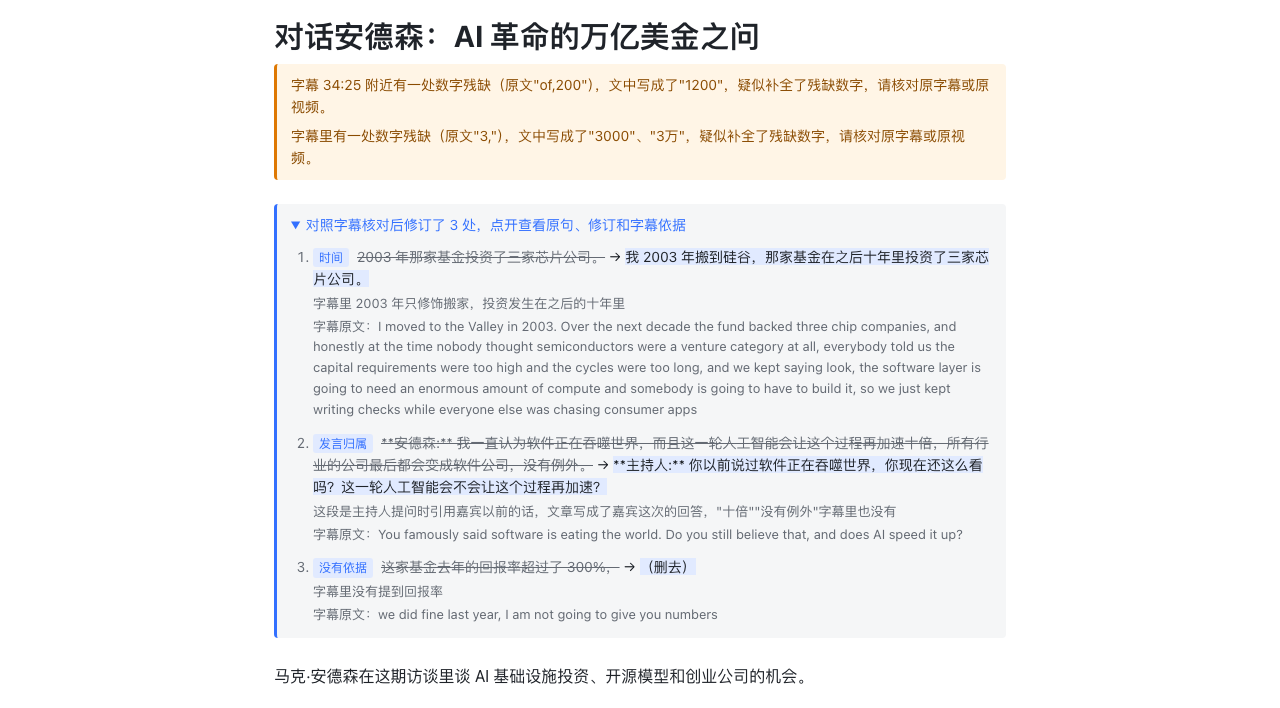 对话安德森：AI 革命的万亿美金之问
字幕 34:25 附近有一处数字残缺（原文"of,200"），文中写成了"1200"，疑似补全了残缺数字，请核对原字幕或原
视频。
字幕里有一处数字残缺（原文"3,"），文中写成了"3000"、"3万"，疑似补全了残缺数字，请核对原字幕或原视
频。
▼ 对照字幕核对后修订了 3 处，点开查看原句、修订和字幕依据
1. 时间 2003 年那家基金投资了三家芯片公司。 → 我 2003 年搬到硅谷，那家基金在之后十年里投资了三家芯
片公司。
字幕里 2003 年只修饰搬家，投资发生在之后的十年里
字幕原文：I moved to the Valley in 2003. Over the next decade the fund backed three chip companies, and
honestly at the time nobody thought semiconductors were a venture category at all, everybody told us the
capital requirements were too high and the cycles were too long, and we kept saying look, the software layer is
going to need an enormous amount of compute and somebody is going to have to build it, so we just kept
writing checks while everyone else was chasing consumer apps
2. 发言归属 **安德森:** 我一直认为软件正在吞噬世界，而且这一轮人工智能会让这个过程再加速十倍，所有行
业的公司最后都会变成软件公司，没有例外。 → **主持人:** 你以前说过软件正在吞噬世界，你现在还这么看
吗？这一轮人工智能会不会让这个过程再加速？
这段是主持人提问时引用嘉宾以前的话，文章写成了嘉宾这次的回答，"十倍""没有例外"字幕里也没有
字幕原文：You famously said software is eating the world. Do you still believe that, and does AI speed it up?
3. 没有依据 这家基金去年的回报率超过了 300%， → （删去）
字幕里没有提到回报率
字幕原文：we did fine last year, I am not going to give you numbers
马克·安德森在这期访谈里谈 AI 基础设施投资、开源模型和创业公司的机会。